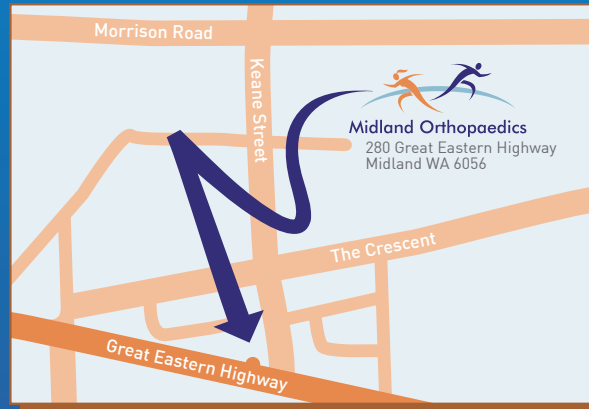 Morrison Road
Keane Street
Midland Orthopaedics
280 Great Eastern Highway
Midland WA 6056
The Crescent
Great Eastern Highway